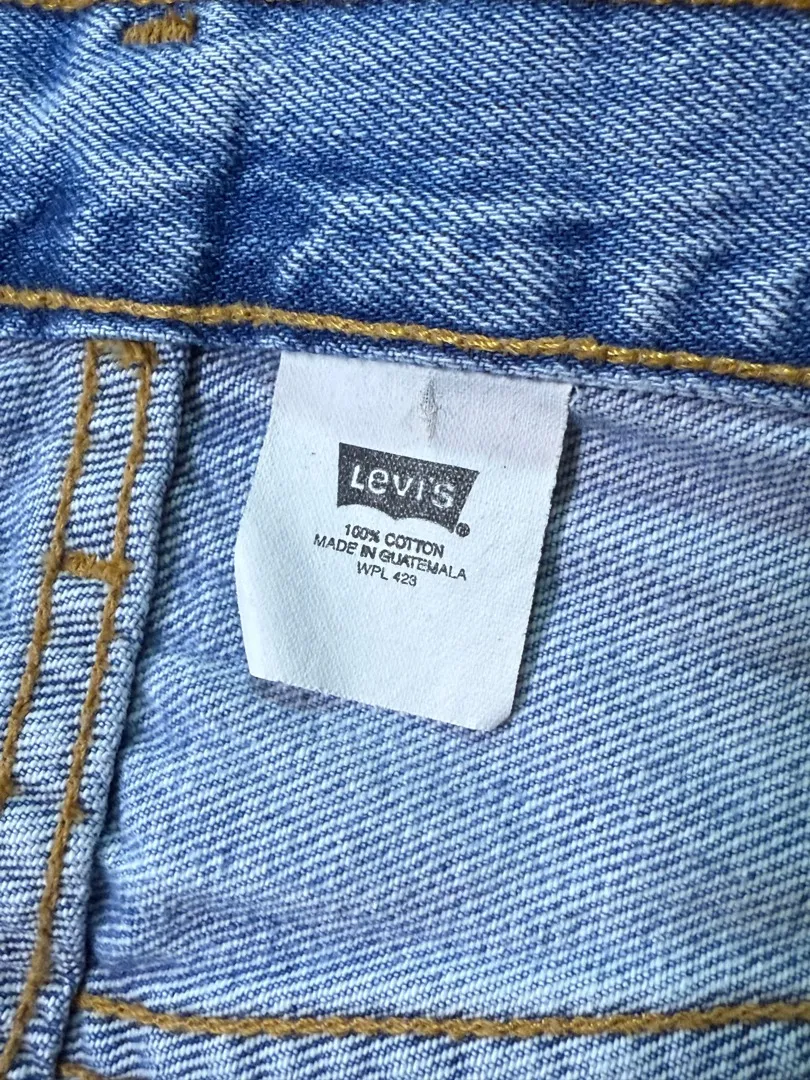 Levi's®
100% COTTON
MADE IN GUATEMALA
WPL 423